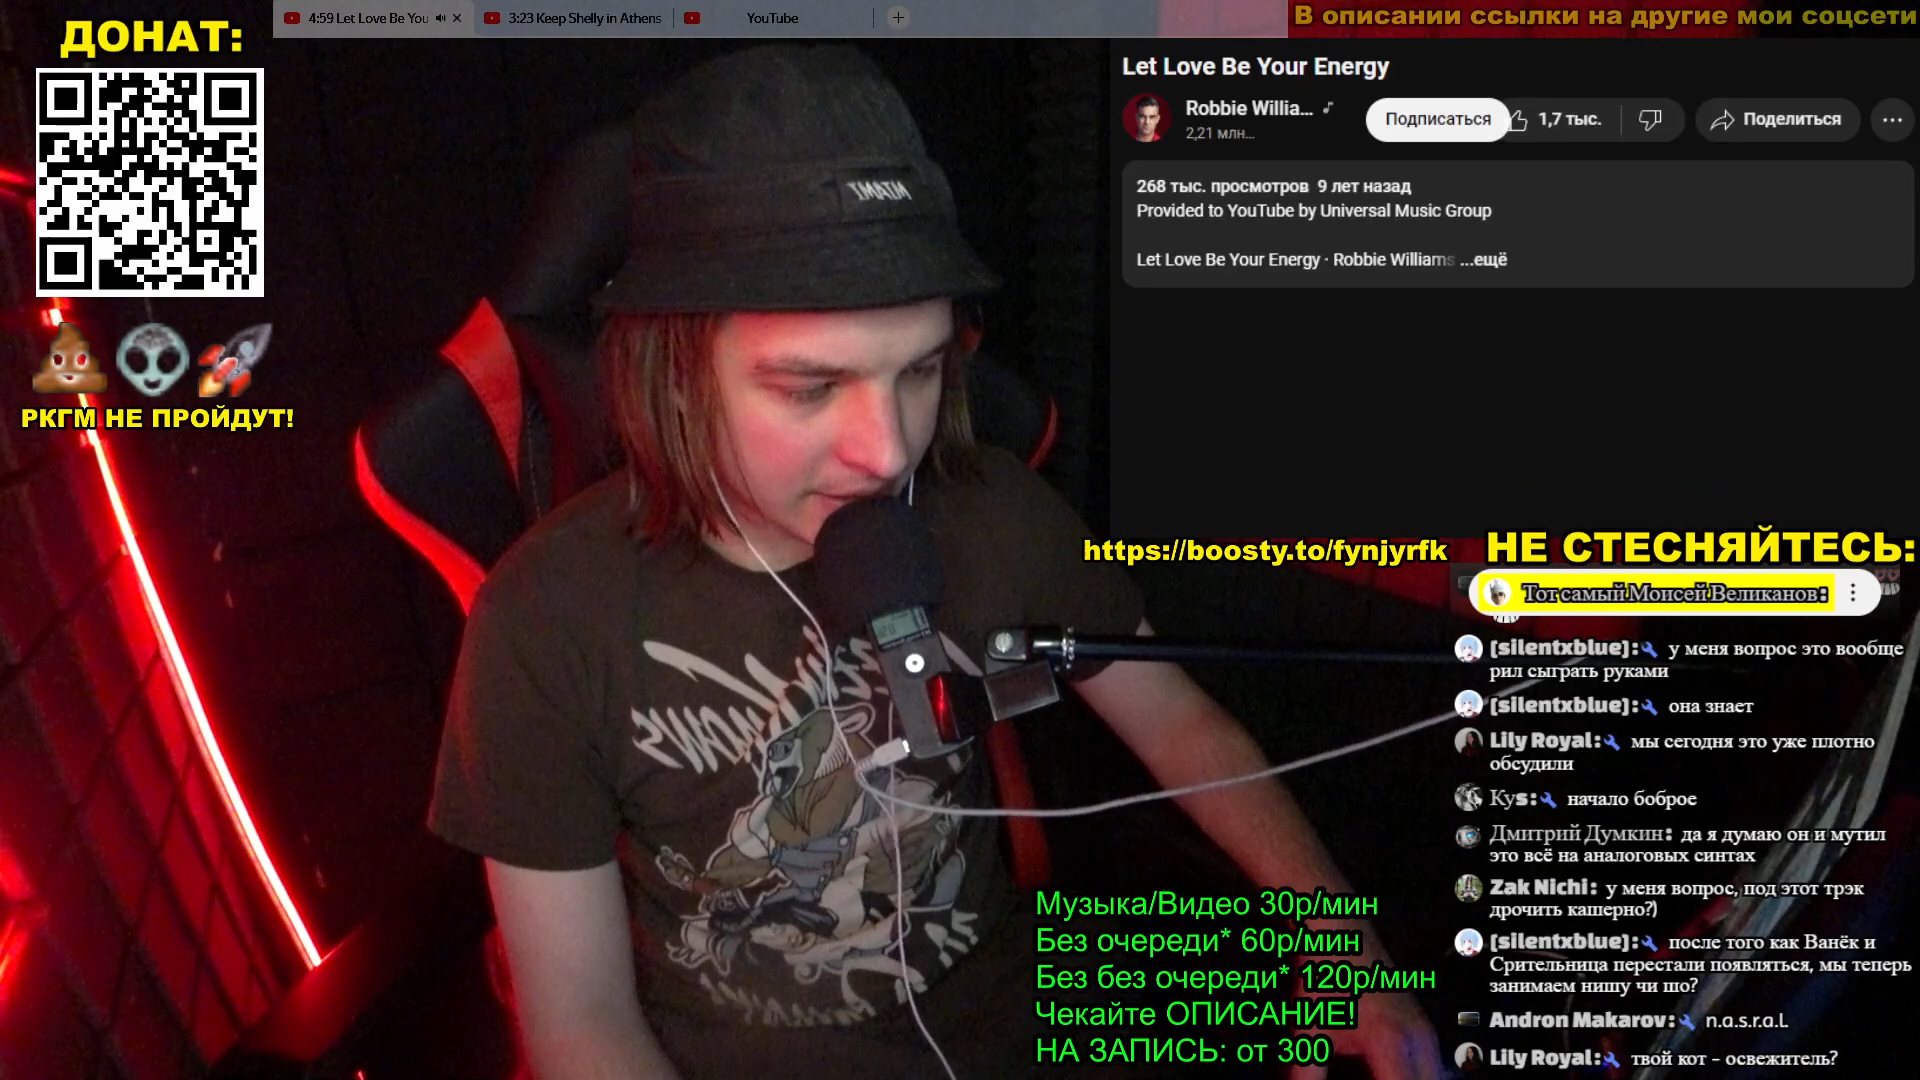 4:59 Let Love Be You
3:23 Keep Shelly in Athens
YouTube
В описании ссылки на другие мои соцсети
ДОНАТ:
РКГМ НЕ ПРОЙДУТ!
MIAMI
Let Love Be Your Energy
Robbie Willia...
2,21 млн...
Подписаться
1,7 тыс.
Поделиться
268 тыс. просмотров 9 лет назад
Provided to YouTube by Universal Music Group
Let Love Be Your Energy · Robbie Williams ...ещё
https://boosty.to/fynjyrfk
НЕ СТЕСНЯЙТЕСЬ:
Тот самый Моисей Великанов:
[silentxblue]: у меня вопрос это вообще
рил сыграть руками
[silentxblue]: она знает
Lily Royal: мы сегодня это уже плотно
обсудили
Kys: начало боброе
Дмитрий Думкин: да я думаю он и мутил
это всё на аналоговых синтах
Zak Nichi: у меня вопрос, под этот трэк
дрочить кашерно?)
[silentxblue]: после того как Ванёк и
Срительница перестали появляться, мы теперь
занимаем нишу чи шо?
Andron Makarov: n.a.s.r.a.l.
Lily Royal: твой кот - освежитель?
Музыка/Видео 30р/мин
Без очереди* 60р/мин
Без без очереди* 120р/мин
Чекайте ОПИСАНИЕ!
НА ЗАПИСЬ: от 300